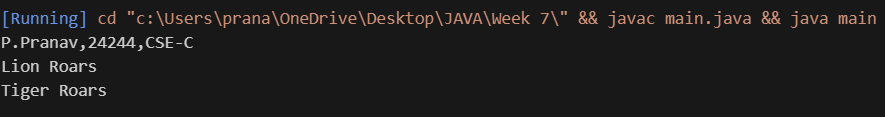 [Running] cd "c:\Users\prana\OneDrive\Desktop\JAVA\Week 7\" && javac main.java && java main
P.Pranav,24244,CSE-C
Lion Roars
Tiger Roars